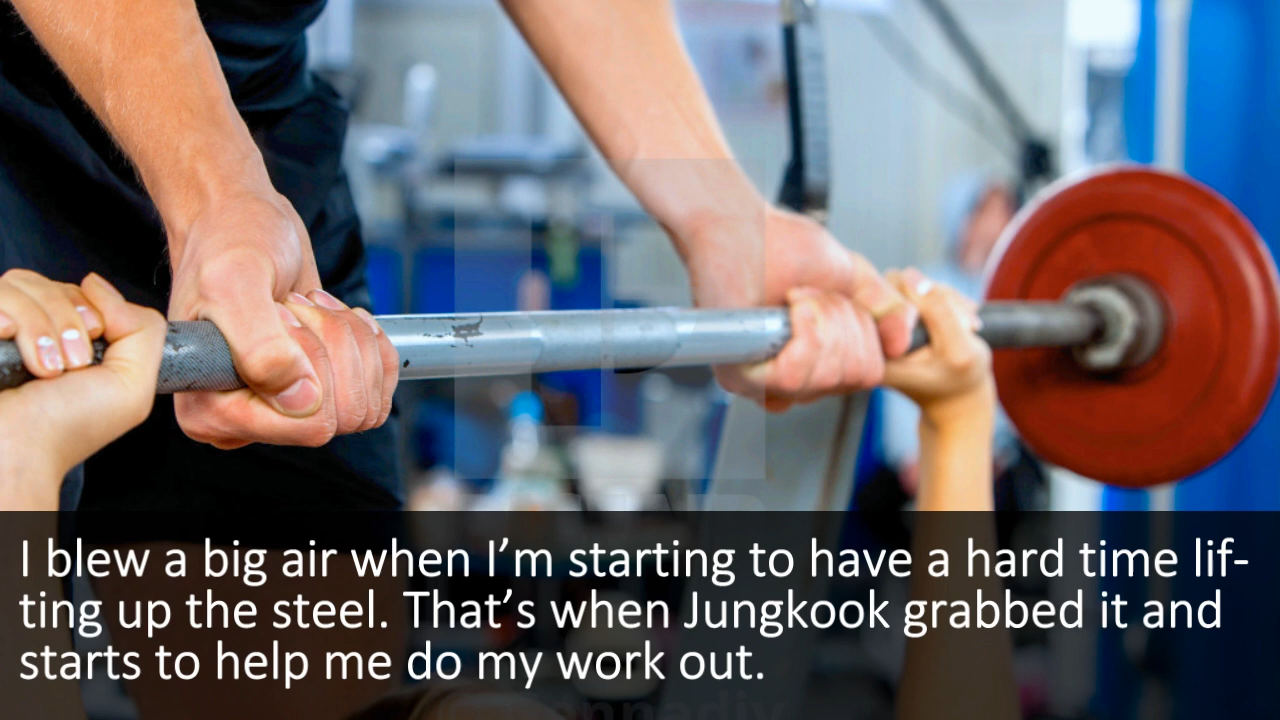 I blew a big air when I’m starting to have a hard time lif-
ting up the steel. That’s when Jungkook grabbed it and
starts to help me do my work out.